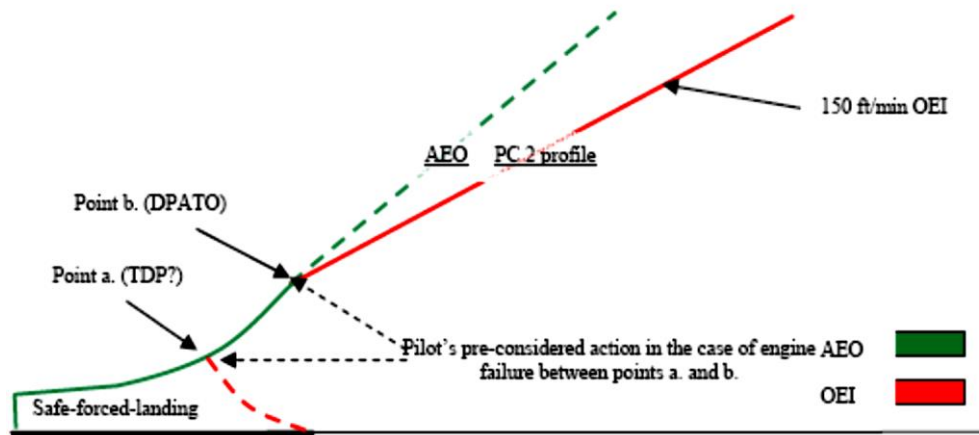 150 ft/min OEI
AEO PC 2 profile
Point b. (DPATO)
Point a. (TDP?)
Pilot's pre-considered action in the case of engine
failure between points a. and b.
AEO
OEI
Safe-forced-landing